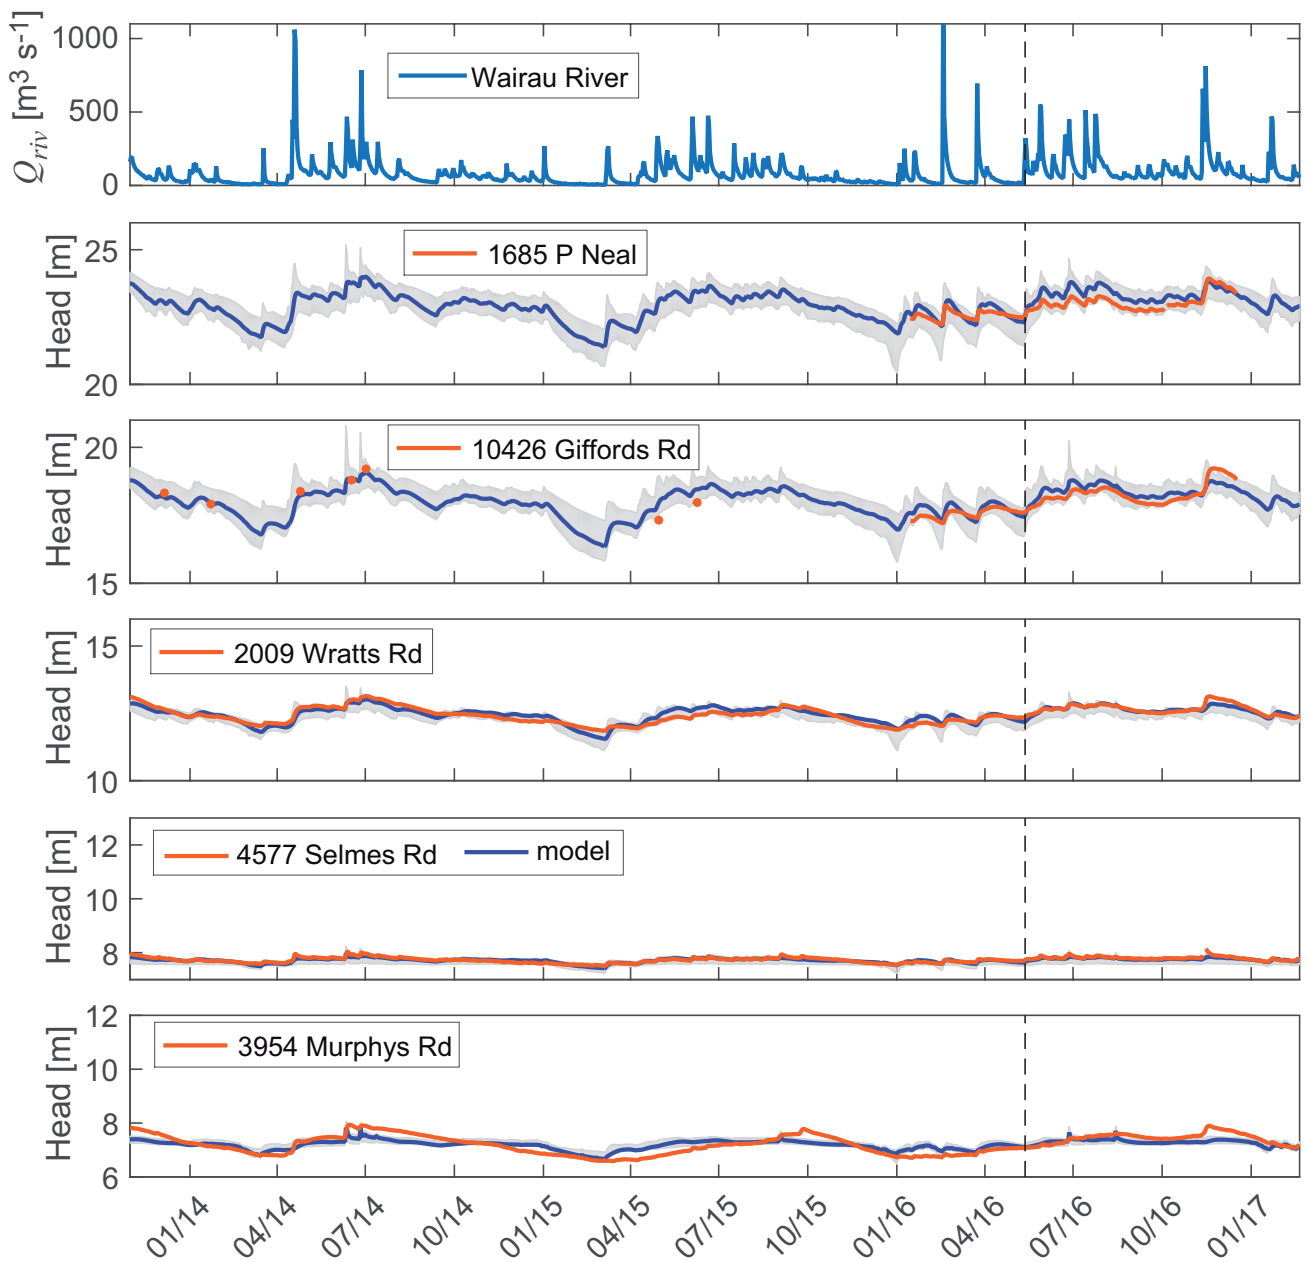 Q_riv [m³ s⁻¹]
1000
500
0
Wairau River
Head [m]
25
20
1685 P Neal
Head [m]
20
15
10426 Giffords Rd
Head [m]
15
10
2009 Wratts Rd
Head [m]
12
10
8
4577 Selmes Rd model
Head [m]
12
10
8
6
3954 Murphys Rd
01/14 04/14 07/14 10/14 01/15 04/15 07/15 10/15 01/16 04/16 07/16 10/16 01/17